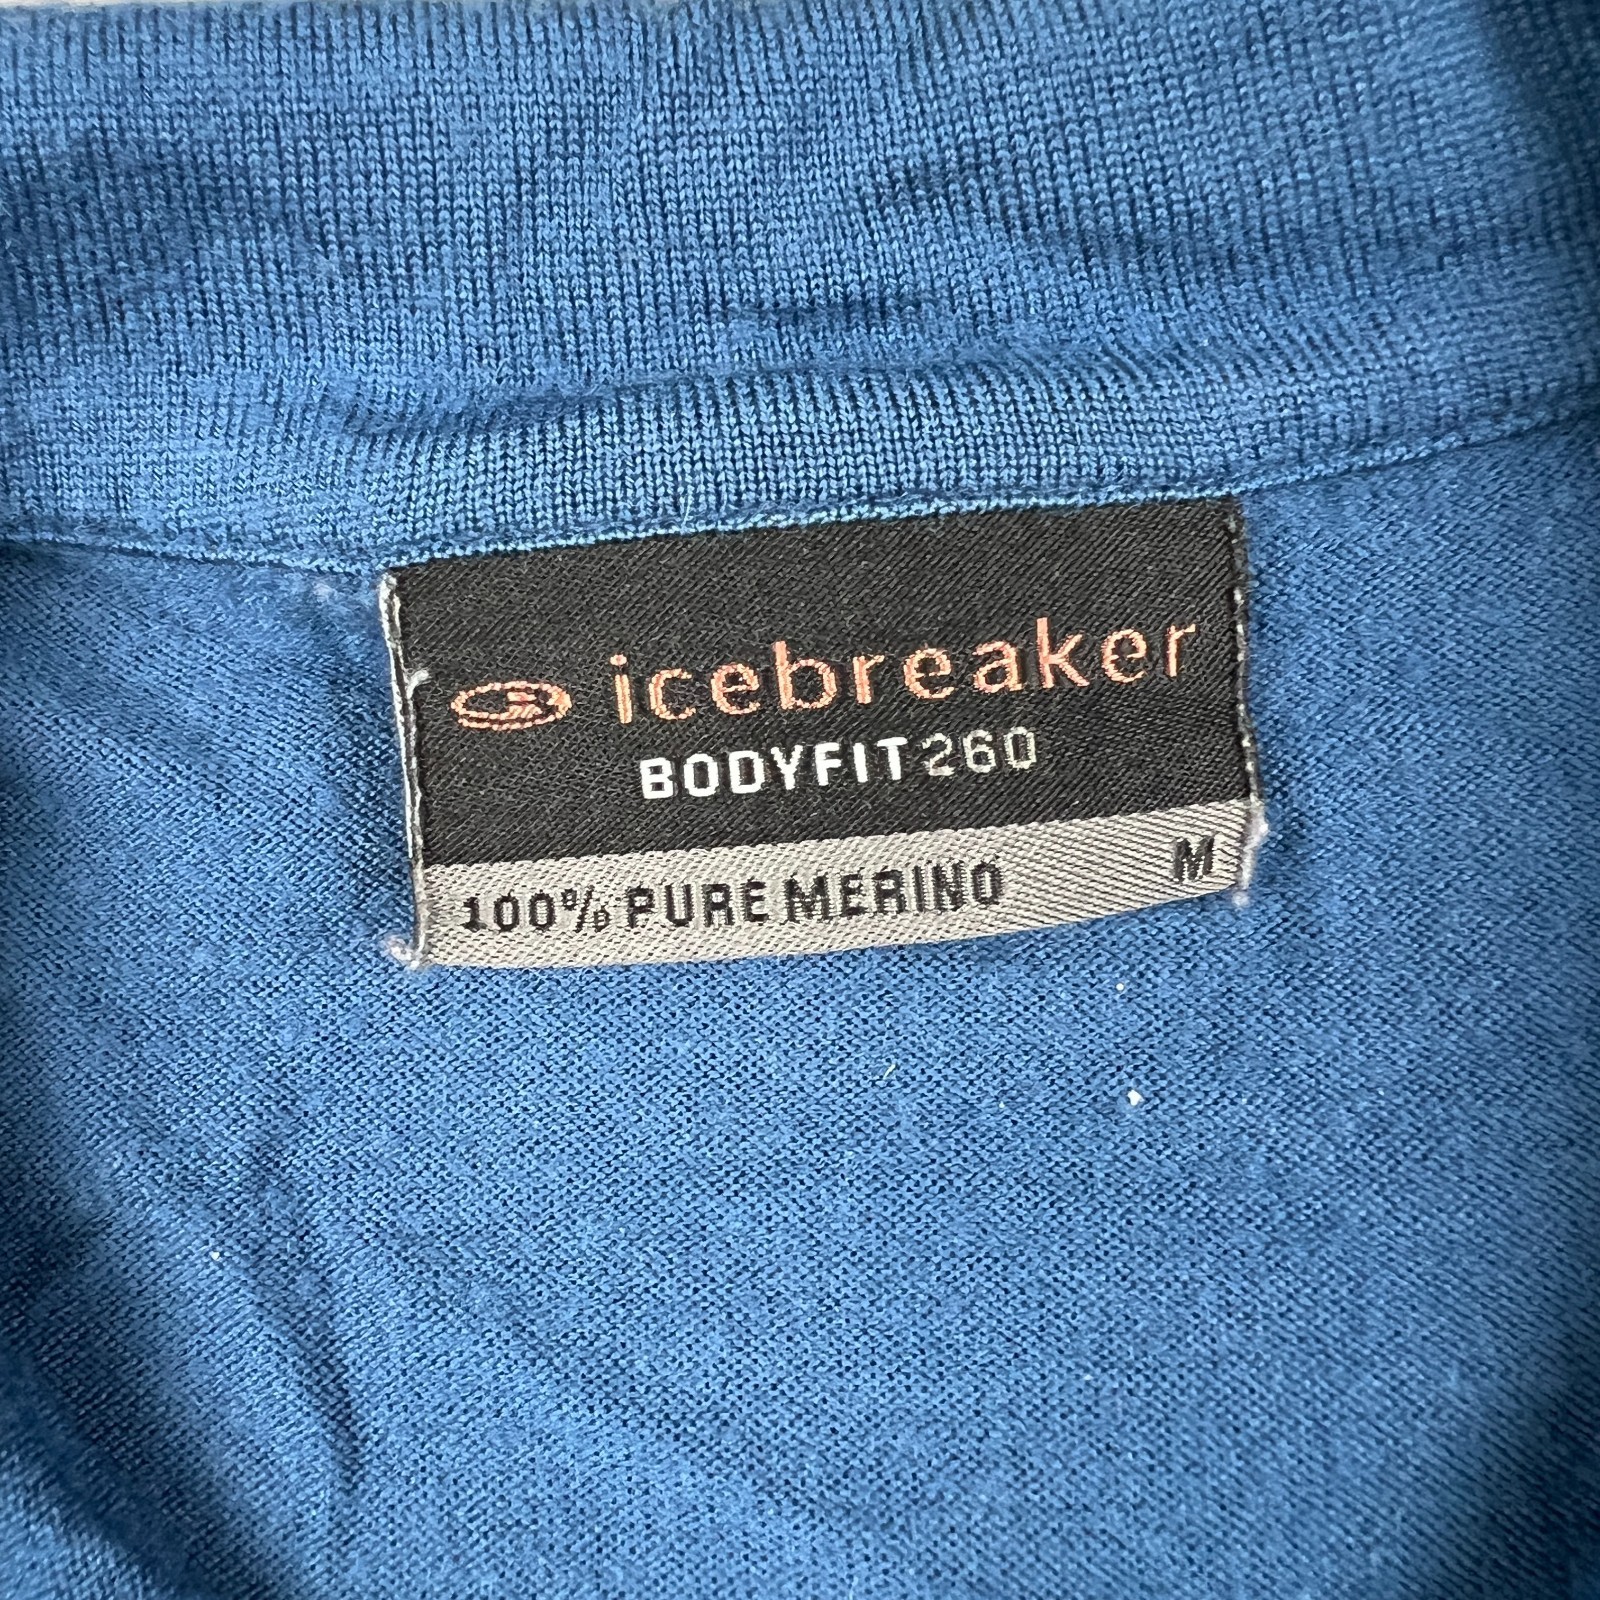 icebreaker
BODYFIT260
100% PURE MERINO M